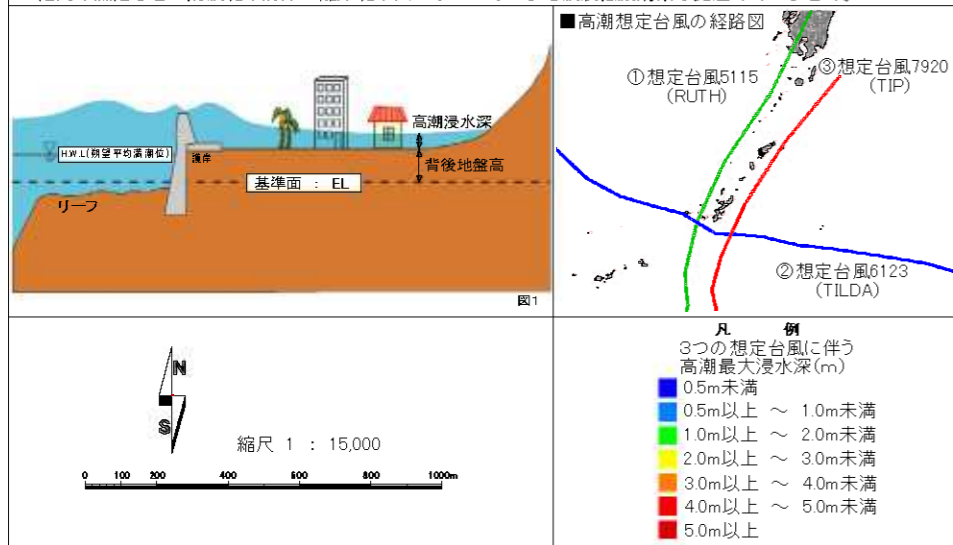 高潮浸水深
H.W.L(朔望平均満潮位)
護岸
背後地盤高
基準面 : EL
リーフ
図1
■高潮想定台風の経路図
①想定台風5115
(RUTH)
③想定台風7920
(TIP)
②想定台風6123
(TILDA)
N
S
縮尺 1 : 15,000
0 100 200 400 600 800 1000m
凡 例
3つの想定台風に伴う
高潮最大浸水深(m)
0.5m未満
0.5m以上 ~ 1.0m未満
1.0m以上 ~ 2.0m未満
2.0m以上 ~ 3.0m未満
3.0m以上 ~ 4.0m未満
4.0m以上 ~ 5.0m未満
5.0m以上